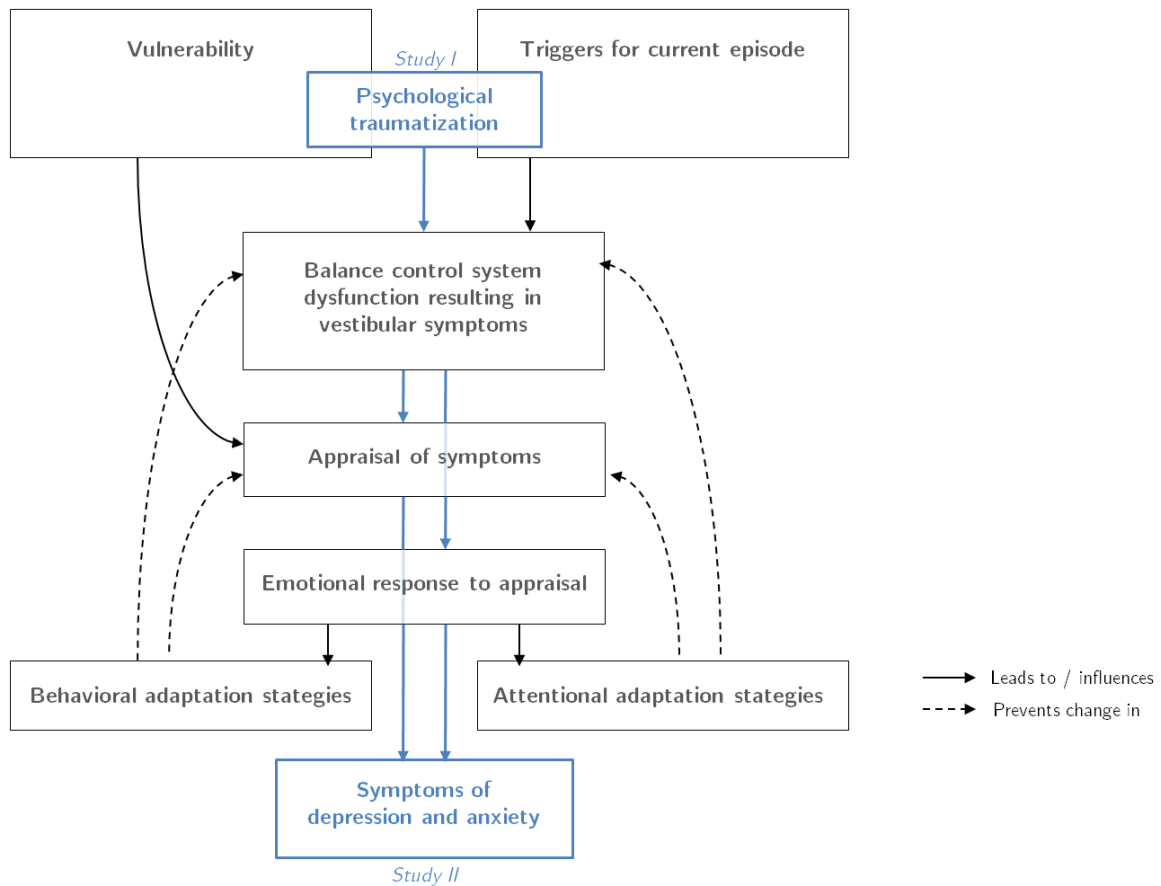 Vulnerability
Triggers for current episode
Study I
Psychological
traumatization
Balance control system
dysfunction resulting in
vestibular symptoms
Appraisal of symptoms
Emotional response to appraisal
Behavioral adaptation stategies
Attentional adaptation stategies
Leads to / influences
Prevents change in
Symptoms of
depression and anxiety
Study II